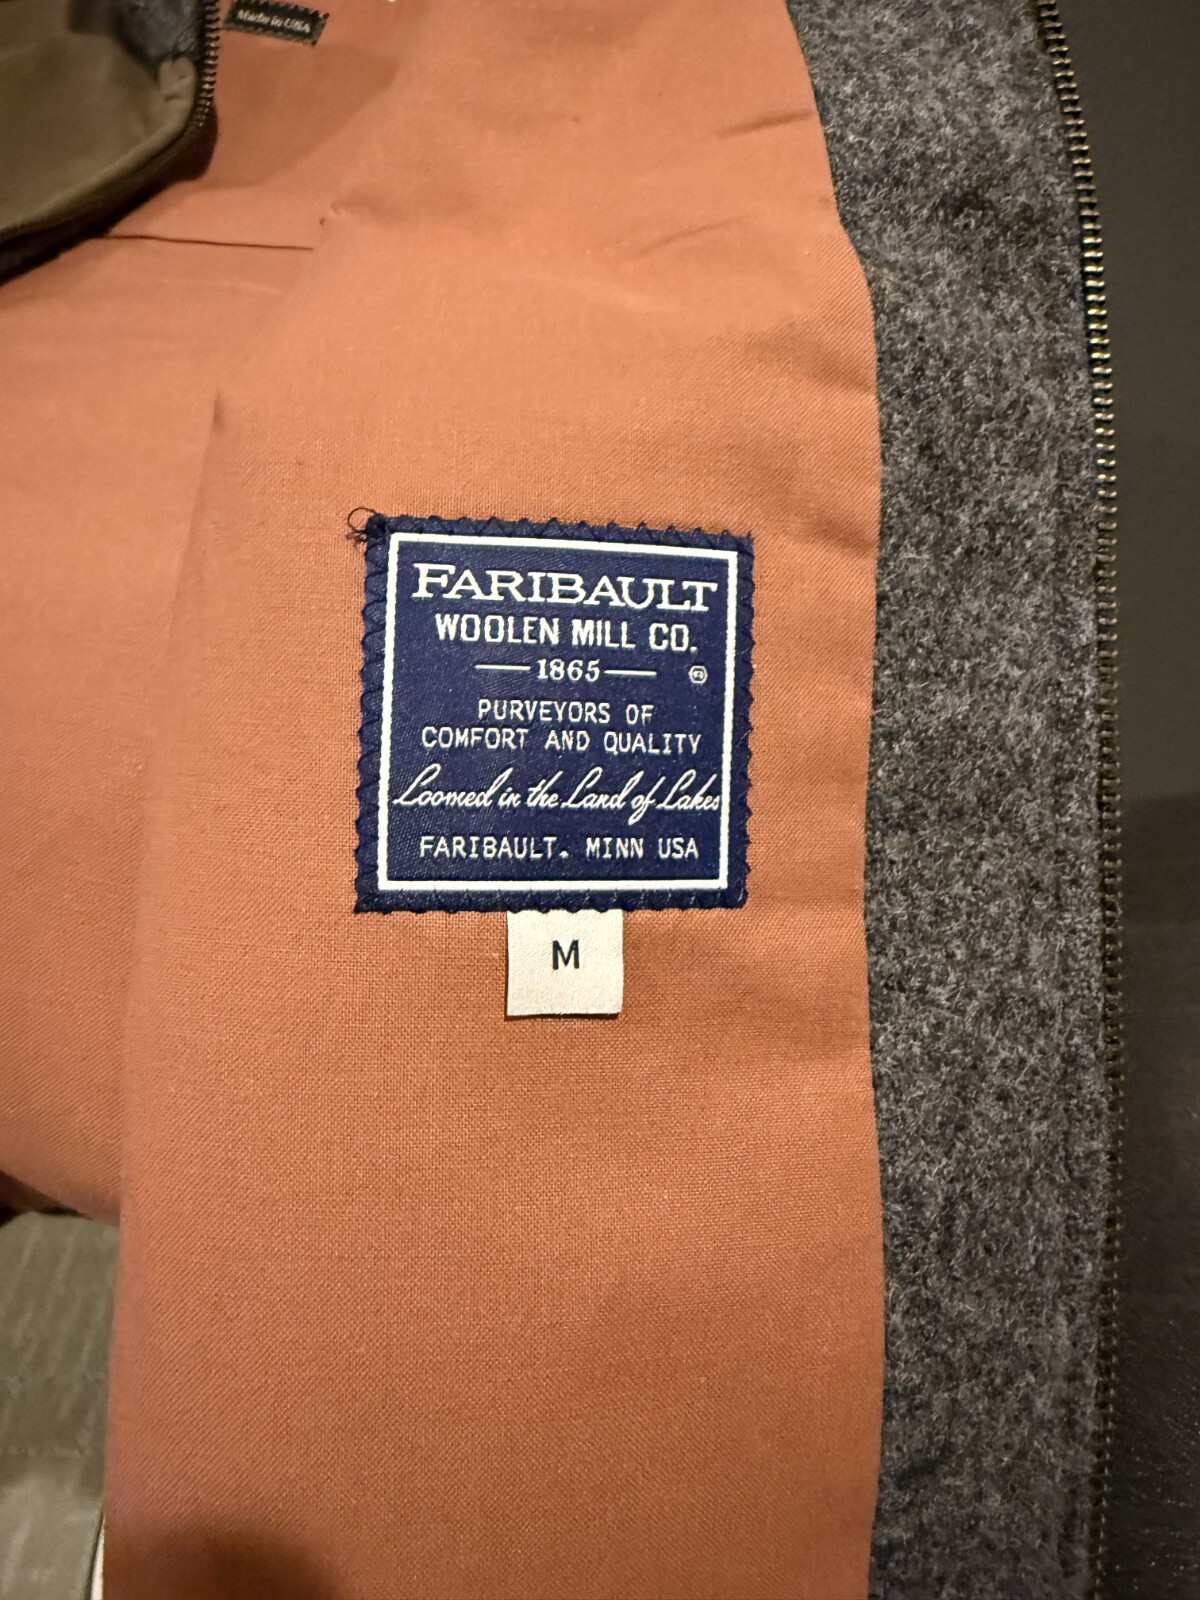 Made in USA
FARIBAULT
WOOLEN MILL CO.
1865 ®
PURVEYORS OF
COMFORT AND QUALITY
Loomed in the Land of Lakes
FARIBAULT. MINN USA
M